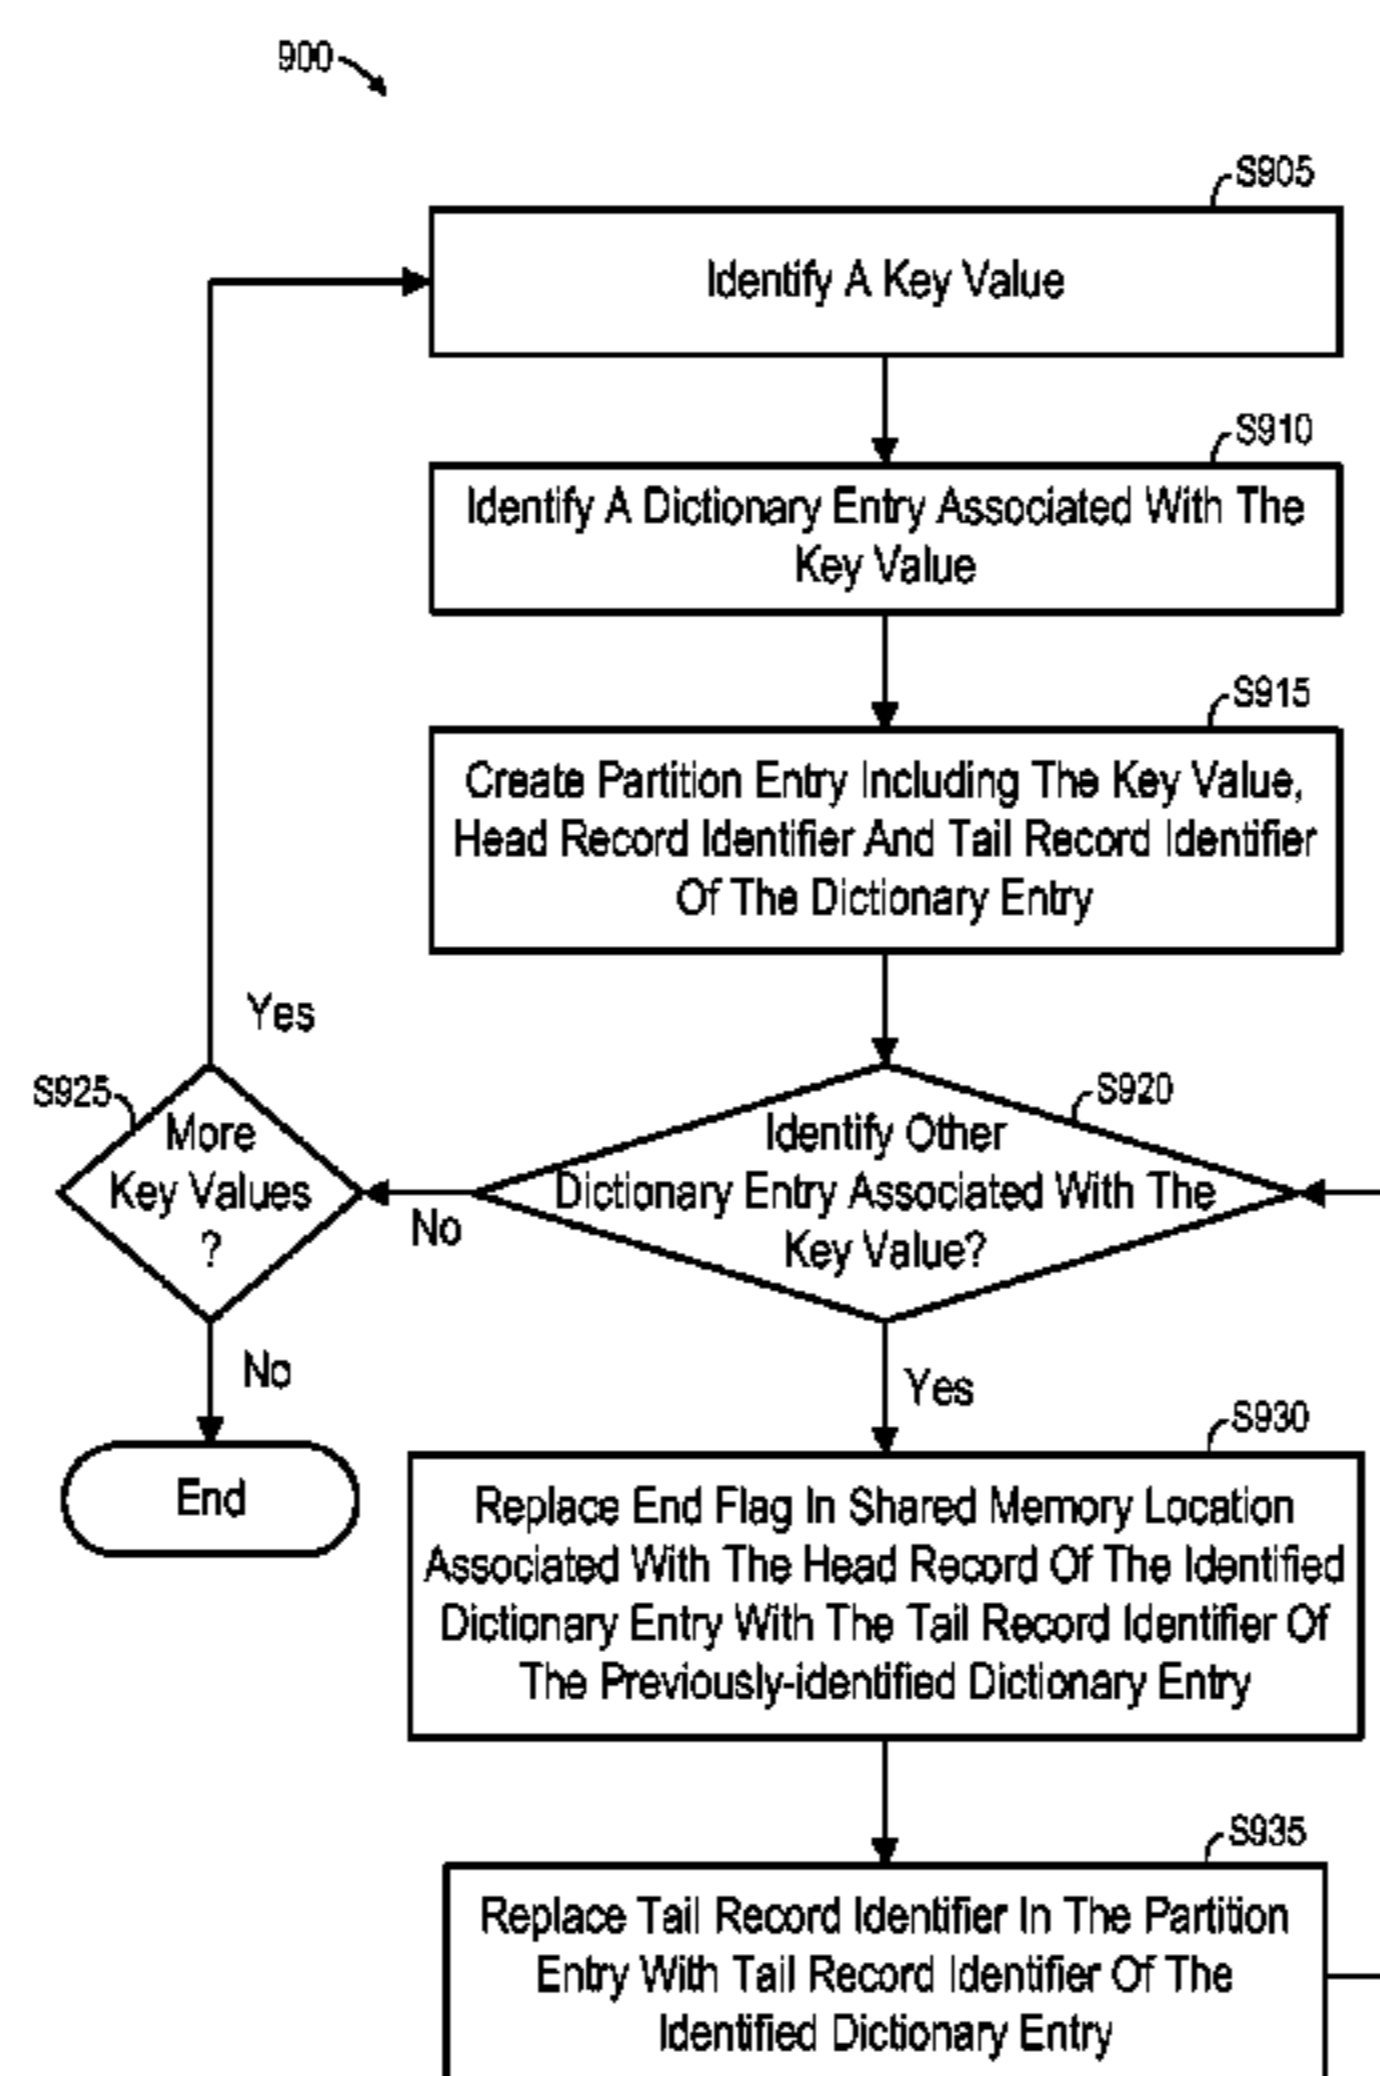 900
S905
Identify A Key Value
S910
Identify A Dictionary Entry Associated With The
Key Value
S915
Create Partition Entry Including The Key Value,
Head Record Identifier And Tail Record Identifier
Of The Dictionary Entry
Yes
S925
More
Key Values
?
S920
Identify Other
Dictionary Entry Associated With The
Key Value?
No
No
Yes
End
S930
Replace End Flag In Shared Memory Location
Associated With The Head Record Of The Identified
Dictionary Entry With The Tail Record Identifier Of
The Previously-identified Dictionary Entry
S935
Replace Tail Record Identifier In The Partition
Entry With Tail Record Identifier Of The
Identified Dictionary Entry